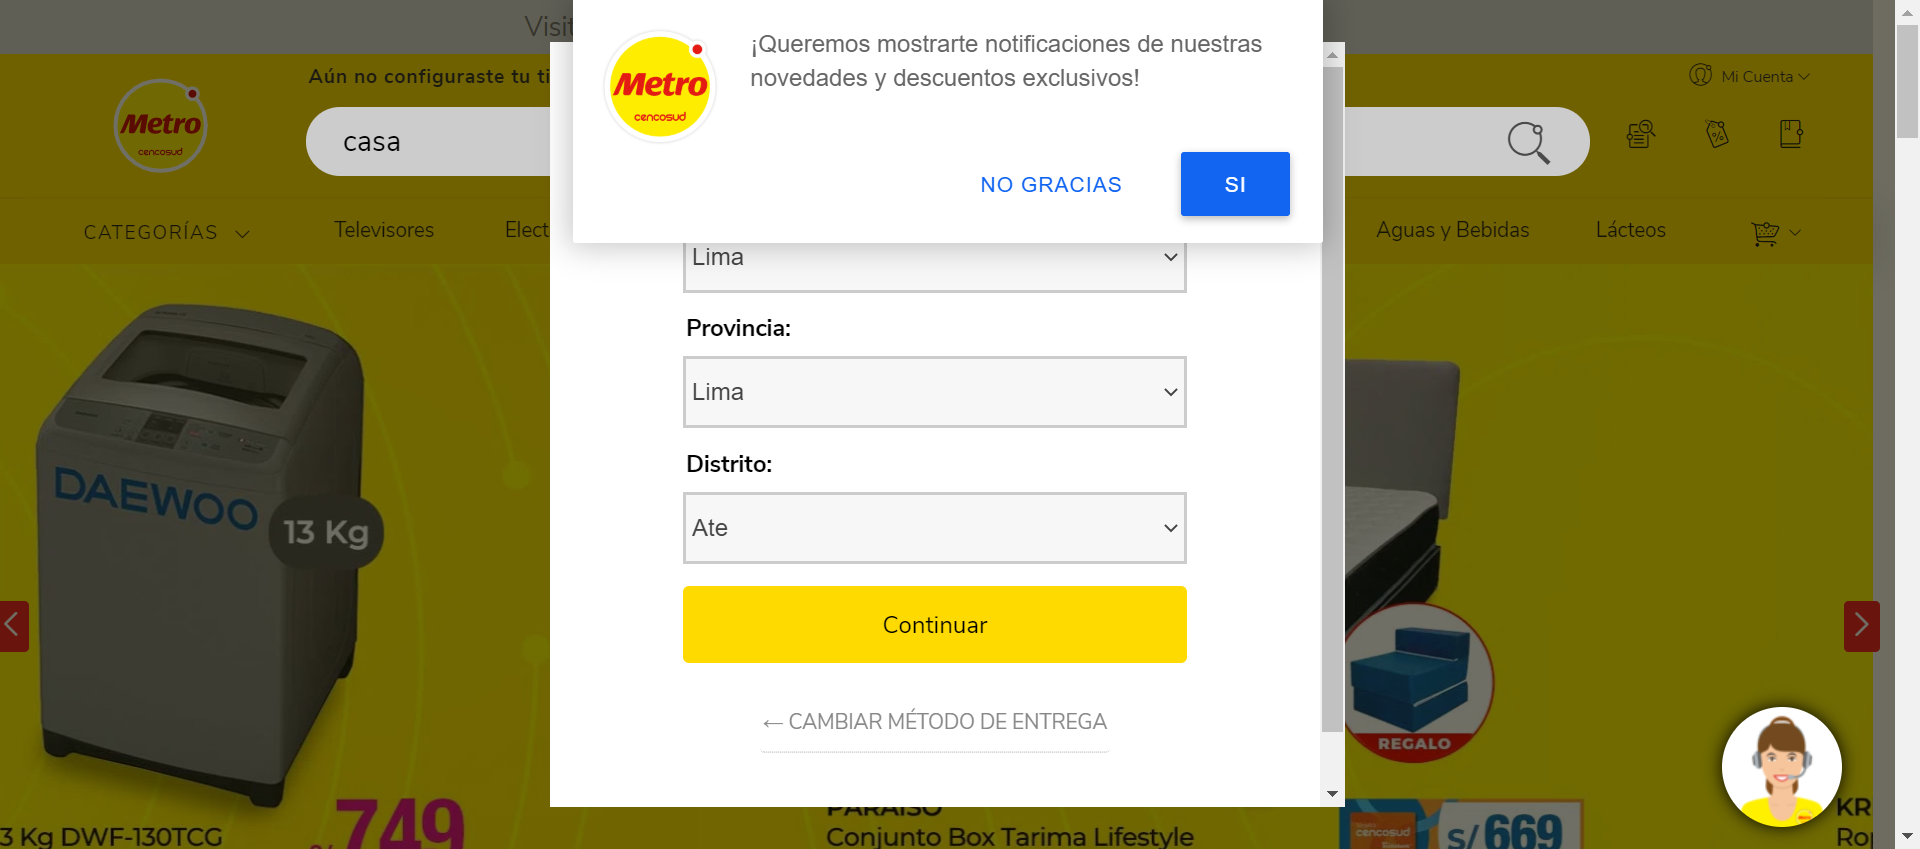 Visit
¡Queremos mostrarte notificaciones de nuestras
novedades y descuentos exclusivos!
Metro
cencosud
NO GRACIAS
SI
Aún no configuraste tu ti
Mi Cuenta
Metro
cencosud
casa
CATEGORÍAS
Televisores
Elect
Aguas y Bebidas
Lácteos
Lima
Provincia:
Lima
Distrito:
Ate
Continuar
← CAMBIAR MÉTODO DE ENTREGA
DAEWOO
13 Kg
REGALO
749
3 Kg DWF-130TCG
PARAISO
Conjunto Box Tarima Lifestyle
cencosud
S/ 669
KR